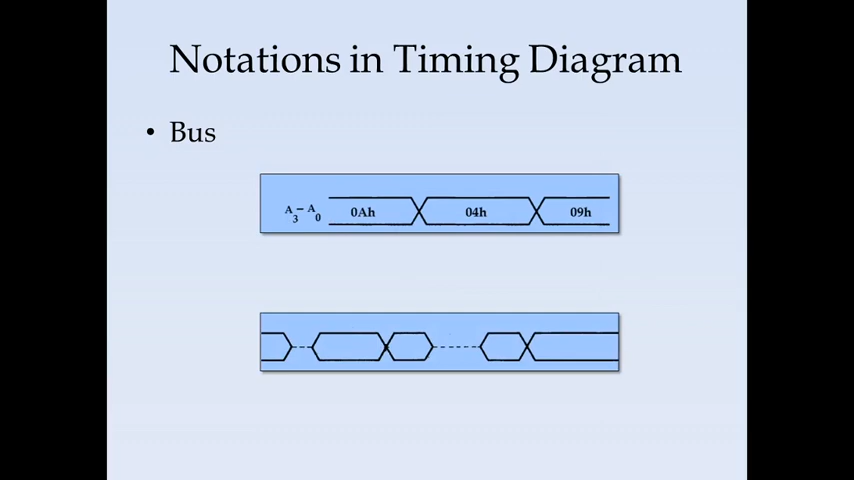 Notations in Timing Diagram
• Bus
A3 – A0 0Ah 04h 09h